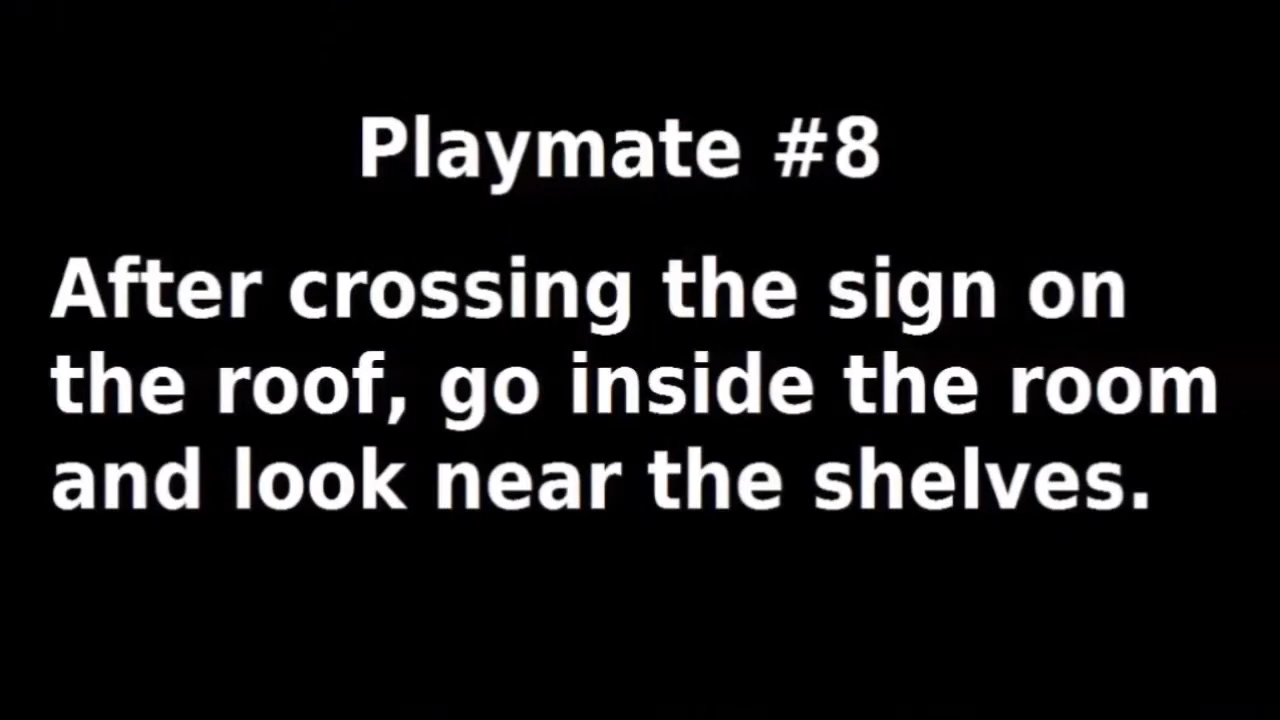 Playmate #8
After crossing the sign on
the roof, go inside the room
and look near the shelves.